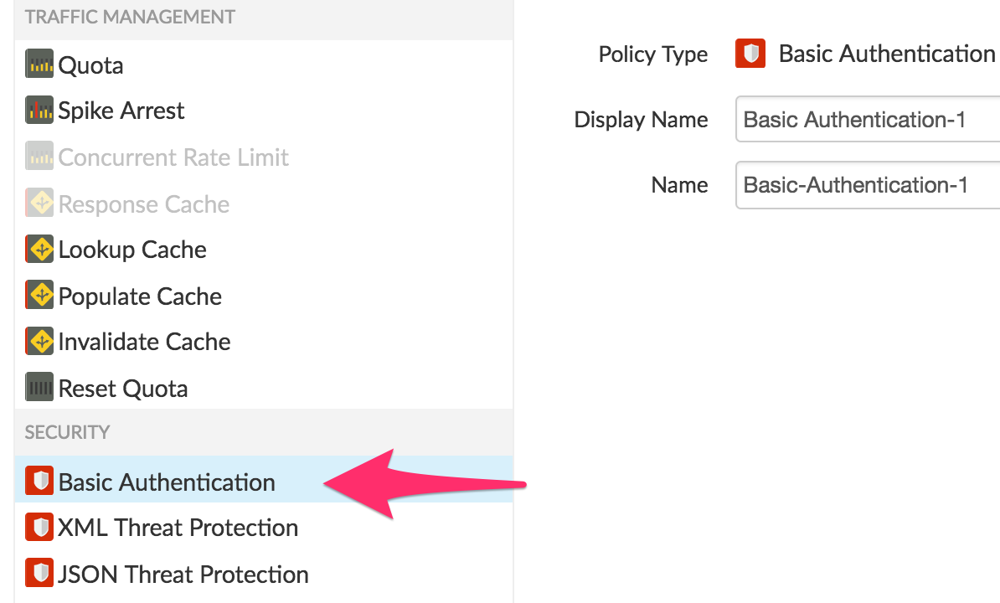 TRAFFIC MANAGEMENT
Quota
Spike Arrest
Concurrent Rate Limit
Response Cache
Lookup Cache
Populate Cache
Invalidate Cache
Reset Quota
SECURITY
Basic Authentication
XML Threat Protection
JSON Threat Protection
Policy Type Basic Authentication
Display Name Basic Authentication-1
Name Basic-Authentication-1